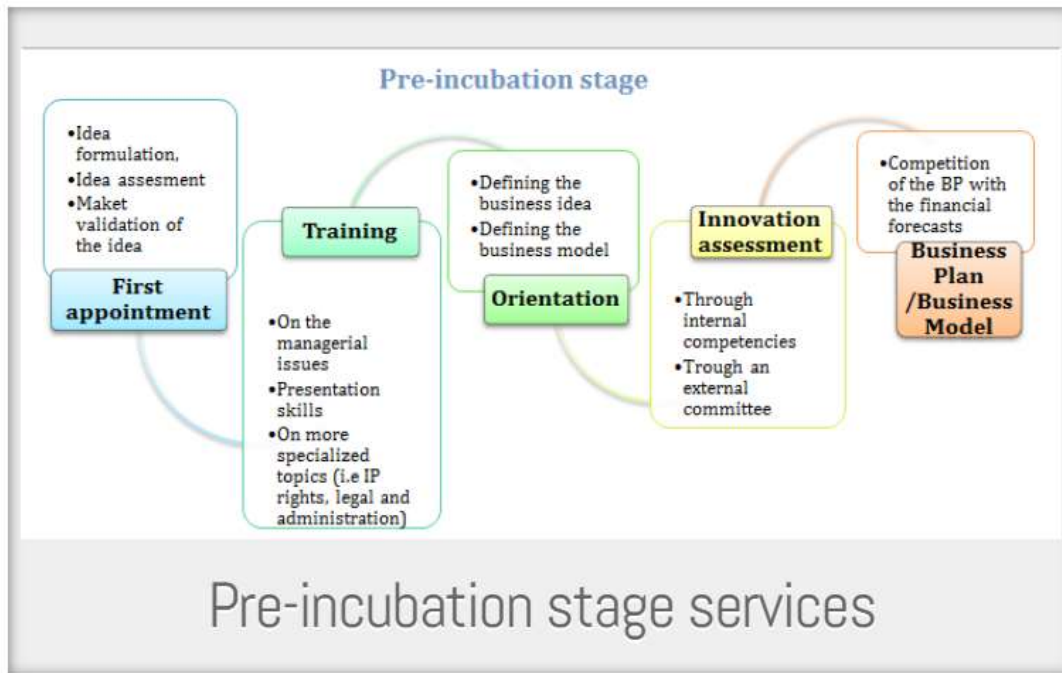 Pre-incubation stage
•Idea
formulation,
•Idea assesment
•Maket
validation of
the idea
First
appointment
Training
•On the
managerial
issues
•Presentation
skills
•On more
specialized
topics (i.e IP
rights, legal and
administration)
•Defining the
business idea
•Defining the
business model
Orientation
Innovation
assessment
•Through
internal
competencies
•Trough an
external
committee
•Competition
of the BP with
the financial
forecasts
Business
Plan
/Business
Model
Pre-incubation stage services